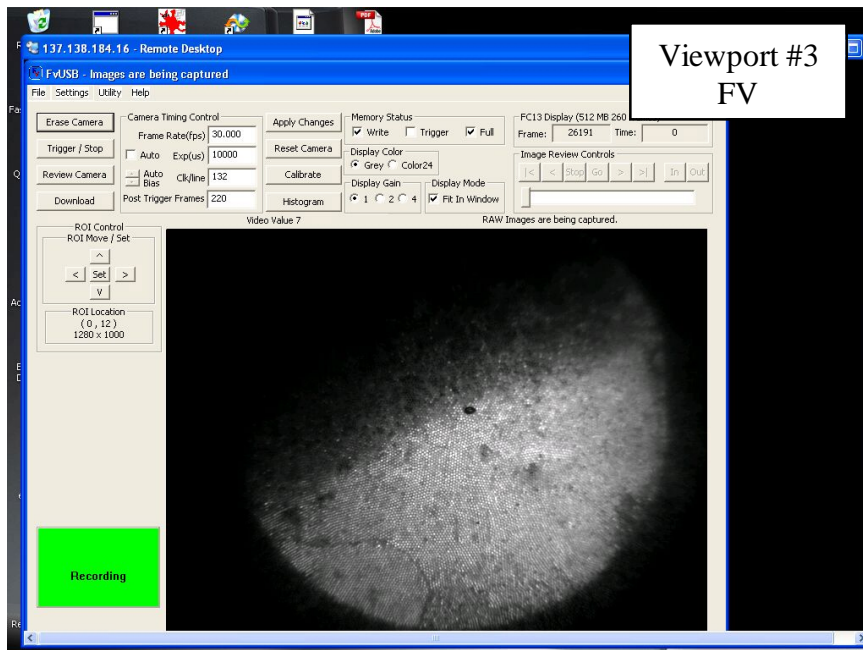 137.138.184.16 - Remote Desktop
Viewport #3
FV
FvUSB - Images are being captured
File Settings Utility Help
Erase Camera
Trigger / Stop
Review Camera
Download
Camera Timing Control
Frame Rate(fps) 30.000
Auto Exp(us) 10000
Auto Bias Clk/line 132
Post Trigger Frames 220
Apply Changes
Reset Camera
Calibrate
Histogram
Memory Status
Write Trigger Full
Display Color
Grey Color24
Display Gain
1 2 4
Display Mode
Fit In Window
FC13 Display (512 MB 260
Frame: 26191 Time: 0
Image Review Controls
|< < Stop Go > >| In Out
Video Value 7
RAW Images are being captured.
ROI Control
ROI Move / Set
^
< Set >
V
ROI Location
( 0 , 12 )
1280 x 1000
Recording